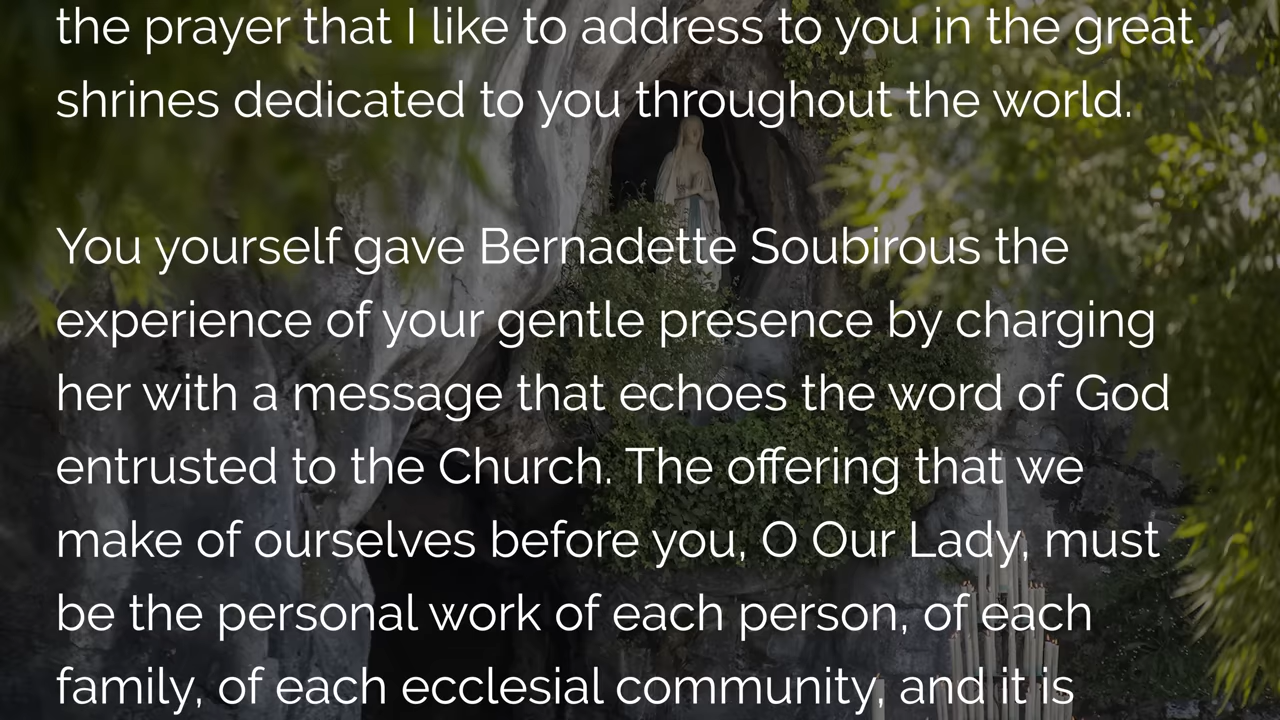 the prayer that I like to address to you in the great
shrines dedicated to you throughout the world.
You yourself gave Bernadette Soubirous the
experience of your gentle presence by charging
her with a message that echoes the word of God
entrusted to the Church. The offering that we
make of ourselves before you, O Our Lady, must
be the personal work of each person, of each
family, of each ecclesial community, and it is